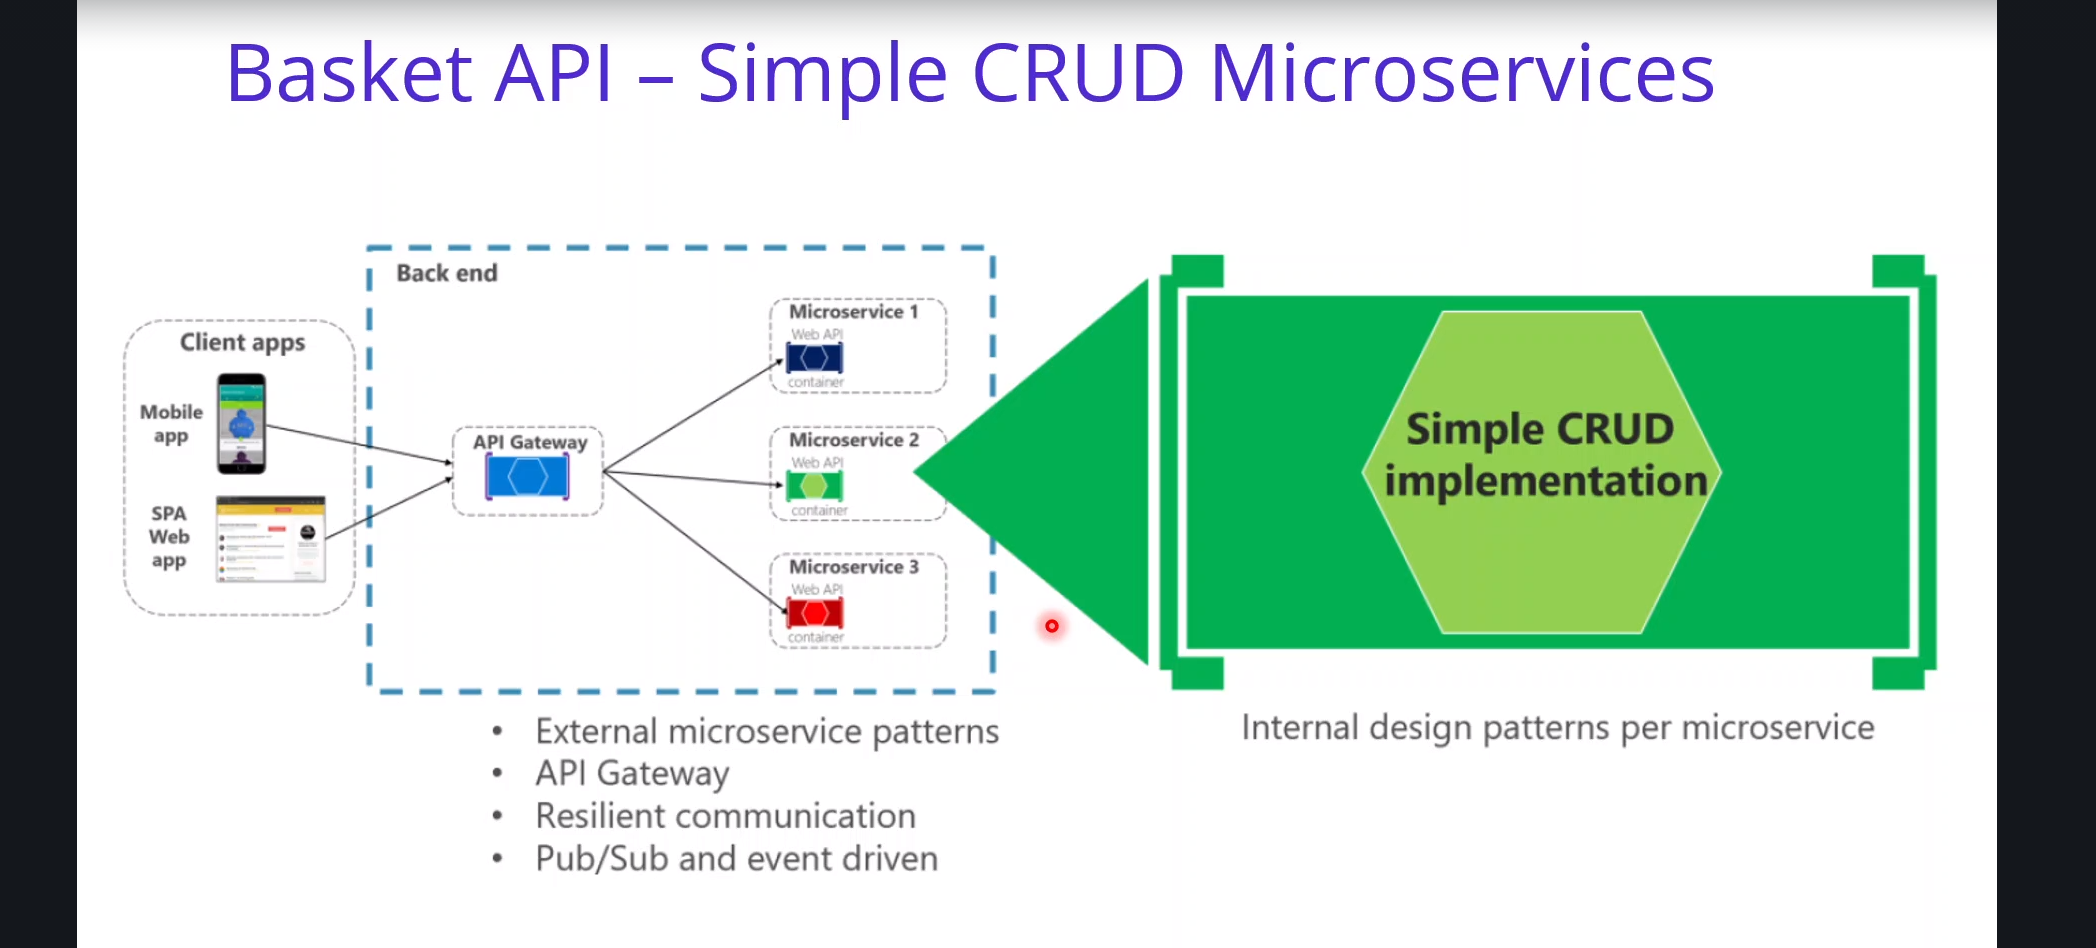 Basket API – Simple CRUD Microservices
Back end
Client apps
Mobile
app
SPA
Web
app
API Gateway
Microservice 1
Web API
container
Microservice 2
Web API
container
Microservice 3
Web API
container
Simple CRUD
implementation
• External microservice patterns
• API Gateway
• Resilient communication
• Pub/Sub and event driven
Internal design patterns per microservice